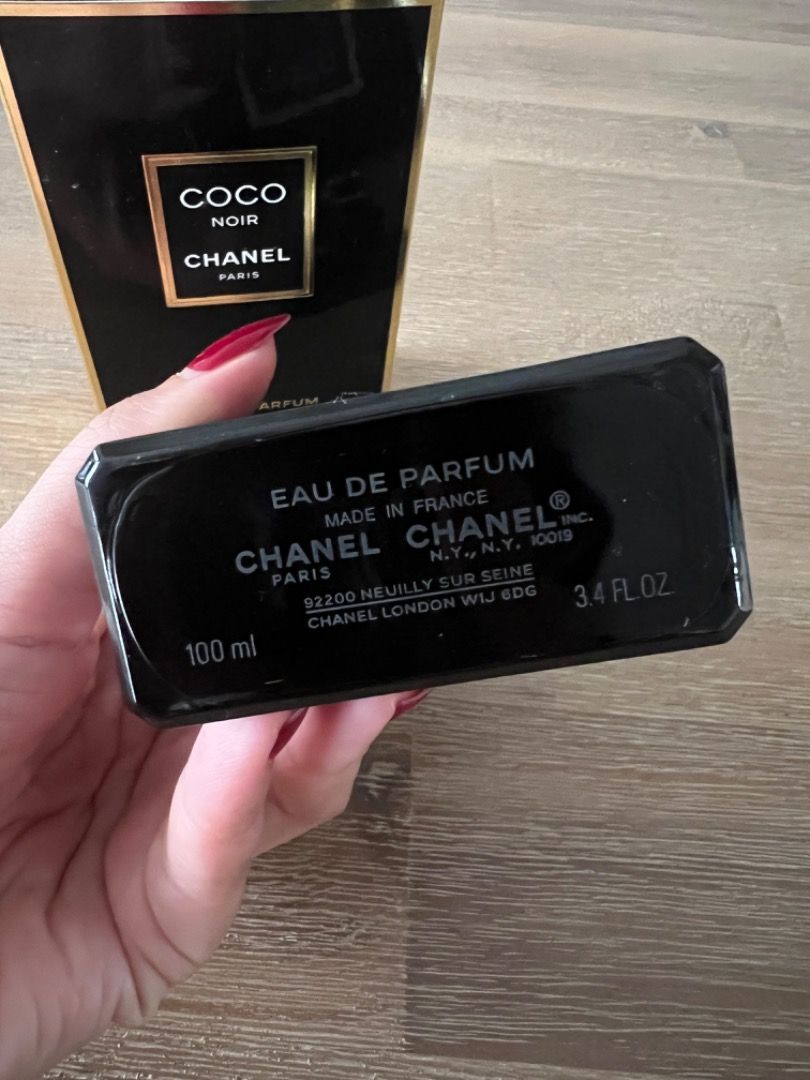 COCO
NOIR
CHANEL
PARIS
ARFUM
EAU DE PARFUM
MADE IN FRANCE
CHANEL CHANEL® INC.
PARIS N.Y., N.Y. 10019
92200 NEUILLY SUR SEINE
CHANEL LONDON W1J 6DG
100 ml 3.4 FL.OZ.